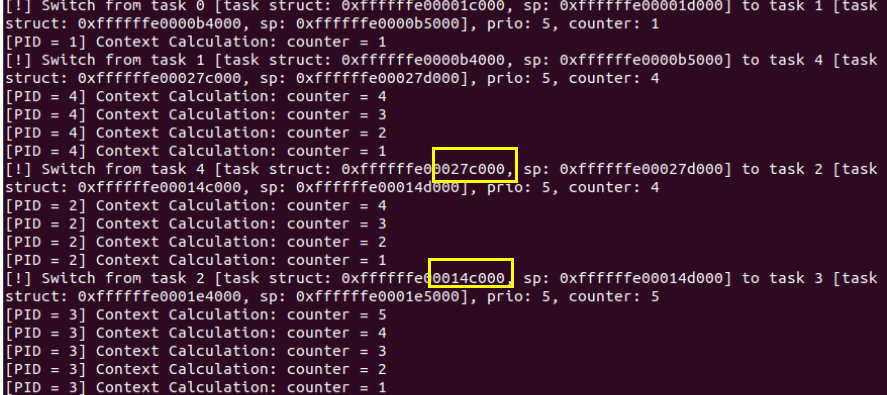 [!] Switch from task 0 [task struct: 0xffffffe00001c000, sp: 0xffffffe00001d000] to task 1 [task
struct: 0xffffffe0000b4000, sp: 0xffffffe0000b5000], prio: 5, counter: 1
[PID = 1] Context Calculation: counter = 1
[!] Switch from task 1 [task struct: 0xffffffe0000b4000, sp: 0xffffffe0000b5000] to task 4 [task
struct: 0xffffffe00027c000, sp: 0xffffffe00027d000], prio: 5, counter: 4
[PID = 4] Context Calculation: counter = 4
[PID = 4] Context Calculation: counter = 3
[PID = 4] Context Calculation: counter = 2
[PID = 4] Context Calculation: counter = 1
[!] Switch from task 4 [task struct: 0xffffffe00027c000, sp: 0xffffffe00027d000] to task 2 [task
struct: 0xffffffe00014c000, sp: 0xffffffe00014d000], prio: 5, counter: 4
[PID = 2] Context Calculation: counter = 4
[PID = 2] Context Calculation: counter = 3
[PID = 2] Context Calculation: counter = 2
[PID = 2] Context Calculation: counter = 1
[!] Switch from task 2 [task struct: 0xffffffe00014c000, sp: 0xffffffe00014d000] to task 3 [task
struct: 0xffffffe0001e4000, sp: 0xffffffe0001e5000], prio: 5, counter: 5
[PID = 3] Context Calculation: counter = 5
[PID = 3] Context Calculation: counter = 4
[PID = 3] Context Calculation: counter = 3
[PID = 3] Context Calculation: counter = 2
[PID = 3] Context Calculation: counter = 1